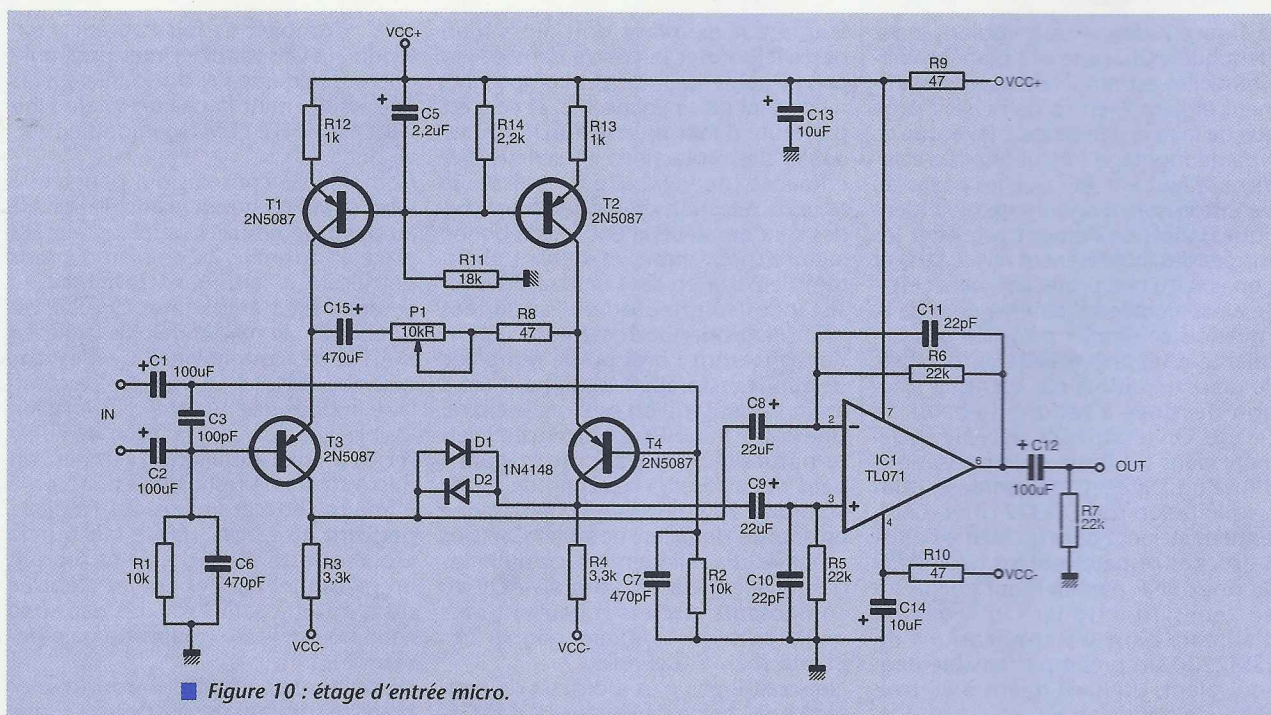 VCC+
R9
47
VCC+
C5
2,2uF
R14
2,2k
R13
1k
R12
1k
C13
10uF
T1
2N5087
T2
2N5087
R11
18k
C15
470uF
P1
10kR
R8
47
C11
22pF
R6
22k
C1
100uF
IN
C3
100pF
C2
100uF
T3
2N5087
D1
1N4148
D2
T4
2N5087
C8
22uF
C9
22uF
2
3
7
4
6
IC1
TL071
C12
100uF
OUT
R7
22k
R1
10k
C6
470pF
R3
3,3k
R4
3,3k
C7
470pF
R2
10k
C10
22pF
R5
22k
R10
47
VCC-
C14
10uF
VCC-
VCC-
Figure 10 : étage d'entrée micro.